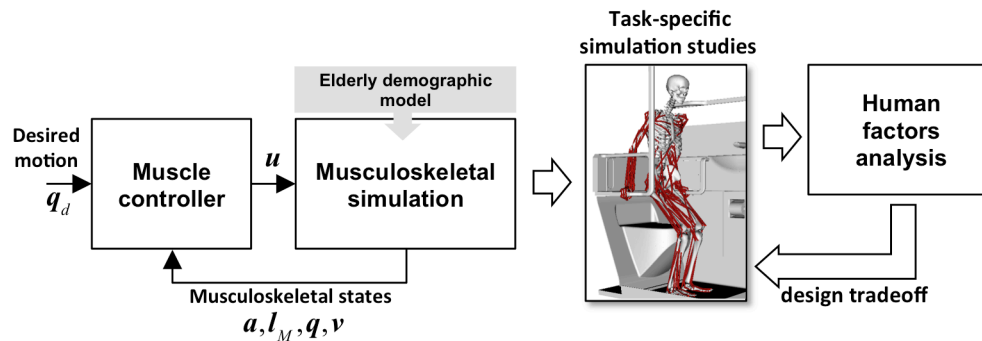 Task-specific
simulation studies
Elderly demographic
model
Desired
motion
q_d
Muscle
controller
u
Musculoskeletal
simulation
Human
factors
analysis
Musculoskeletal states
a, l_M, q, v
design tradeoff